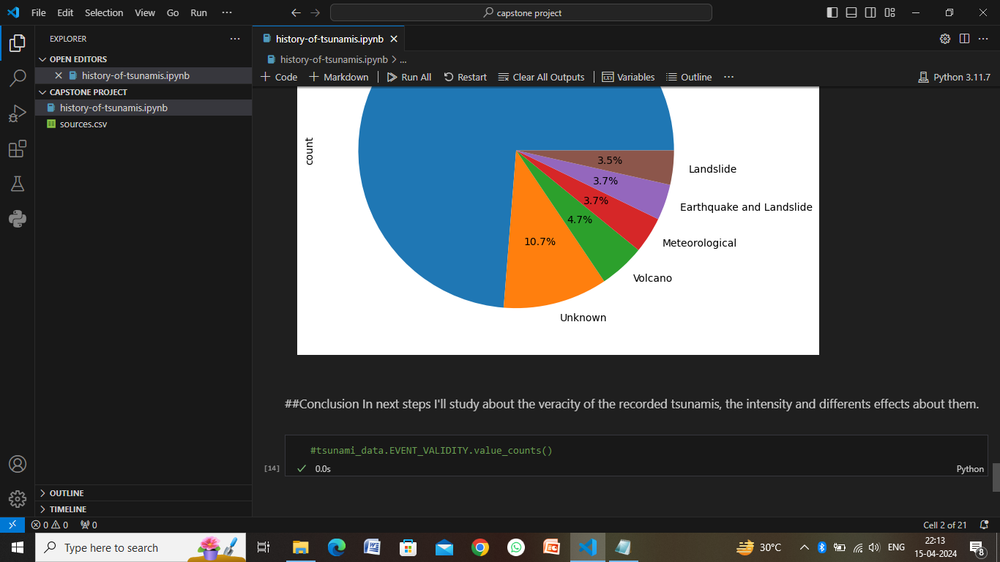 File Edit Selection View Go Run ···
capstone project
EXPLORER ···
history-of-tsunamis.ipynb
OPEN EDITORS
history-of-tsunamis.ipynb
history-of-tsunamis.ipynb > ...
+ Code + Markdown | Run All Restart Clear All Outputs | Variables Outline ···
Python 3.11.7
CAPSTONE PROJECT
history-of-tsunamis.ipynb
sources.csv
count
3.5%
Landslide
3.7%
Earthquake and Landslide
3.7%
Meteorological
4.7%
Volcano
10.7%
Unknown
##Conclusion In next steps I'll study about the veracity of the recorded tsunamis, the intensity and differents effects about them.
#tsunami_data.EVENT_VALIDITY.value_counts()
[14] 0.0s Python
OUTLINE
TIMELINE
0 0 0
Cell 2 of 21
Type here to search
30°C
ENG
22:13
15-04-2024
8